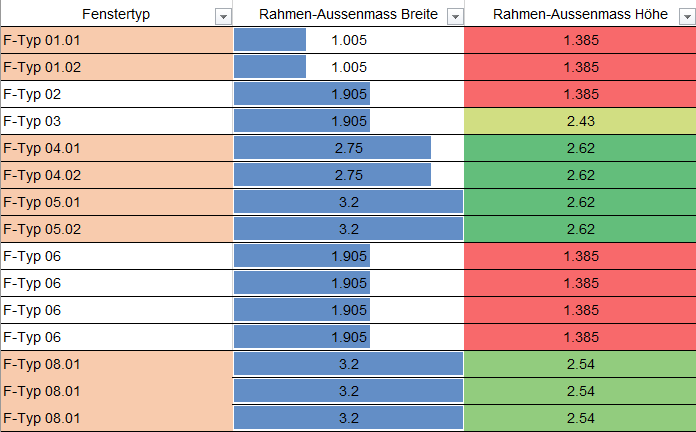 Fenstertyp Rahmen-Aussenmass Breite Rahmen-Aussenmass Höhe
F-Typ 01.01 1.005 1.385
F-Typ 01.02 1.005 1.385
F-Typ 02 1.905 1.385
F-Typ 03 1.905 2.43
F-Typ 04.01 2.75 2.62
F-Typ 04.02 2.75 2.62
F-Typ 05.01 3.2 2.62
F-Typ 05.02 3.2 2.62
F-Typ 06 1.905 1.385
F-Typ 06 1.905 1.385
F-Typ 06 1.905 1.385
F-Typ 06 1.905 1.385
F-Typ 08.01 3.2 2.54
F-Typ 08.01 3.2 2.54
F-Typ 08.01 3.2 2.54